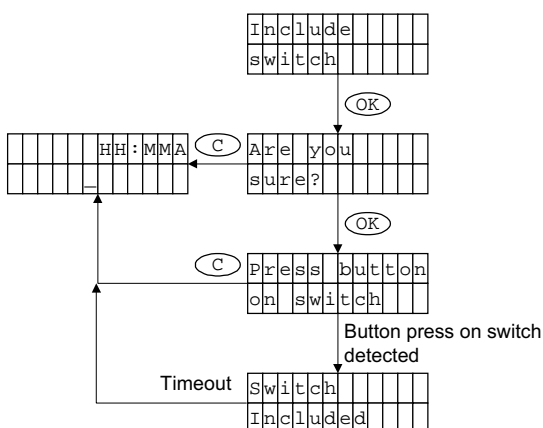 Include
switch
OK
HH:MMA
_
C
Are you
sure?
OK
C
Press button
on switch
Button press on switch
detected
Timeout
Switch
Included